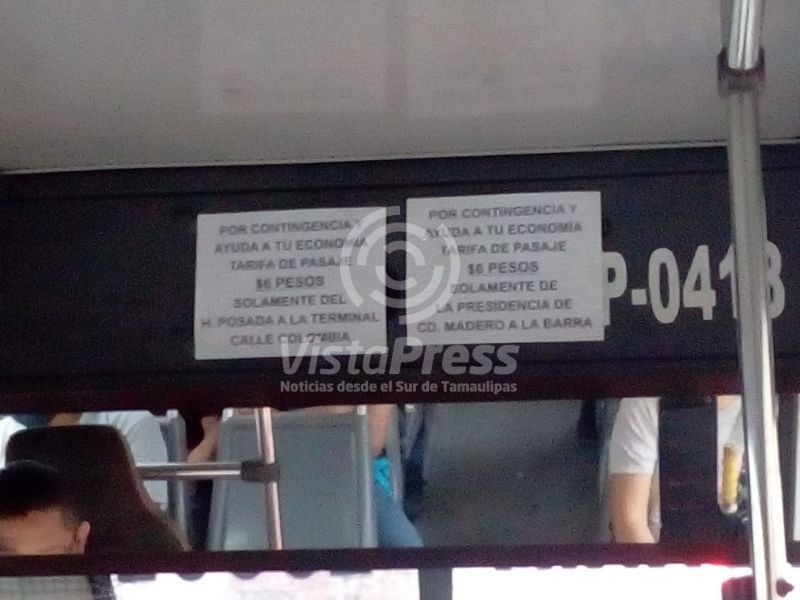 POR CONTINGENCIA Y
AYUDA A TU ECONOMIA
TARIFA DE PASAJE
$6 PESOS
SOLAMENTE DEL
H. POSADA A LA TERMINAL
CALLE COLOMBIA
POR CONTINGENCIA Y
AYUDA A TU ECONOMIA
TARIFA DE PASAJE
$6 PESOS
SOLAMENTE DE
LA PRESIDENCIA DE
CD. MADERO A LA BARRA
P-0413
VistaPress
Noticias desde el Sur de Tamaulipas